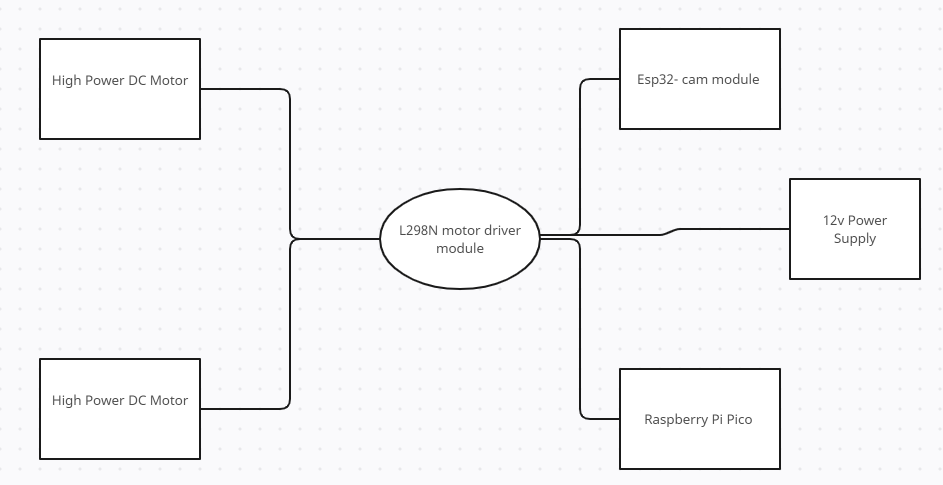 High Power DC Motor
Esp32- cam module
12v Power
Supply
L298N motor driver
module
High Power DC Motor
Raspberry Pi Pico